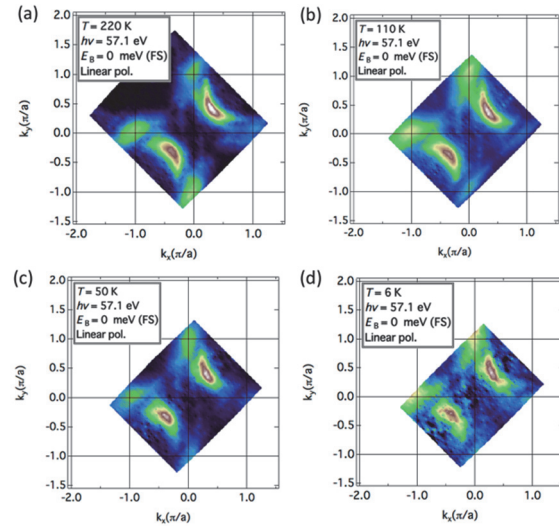 (a)
T = 220 K
hν = 57.1 eV
E_B = 0 meV (FS)
Linear pol.
2.0
1.5
1.0
0.5
0.0
-0.5
-1.0
-1.5
k_y(π/a)
-2.0 -1.0 0.0 1.0
k_x(π/a)
(b)
T = 110 K
hν = 57.1 eV
E_B = 0 meV (FS)
Linear pol.
2.0
1.5
1.0
0.5
0.0
-0.5
-1.0
-1.5
k_y(π/a)
-2.0 -1.0 0.0 1.0
k_x(π/a)
(c)
T = 50 K
hν = 57.1 eV
E_B = 0 meV (FS)
Linear pol.
2.0
1.5
1.0
0.5
0.0
-0.5
-1.0
-1.5
k_y(π/a)
-2.0 -1.0 0.0 1.0
k_x(π/a)
(d)
T = 6 K
hν = 57.1 eV
E_B = 0 meV (FS)
Linear pol.
2.0
1.5
1.0
0.5
0.0
-0.5
-1.0
-1.5
k_y(π/a)
-2.0 -1.0 0.0 1.0
k_x(π/a)